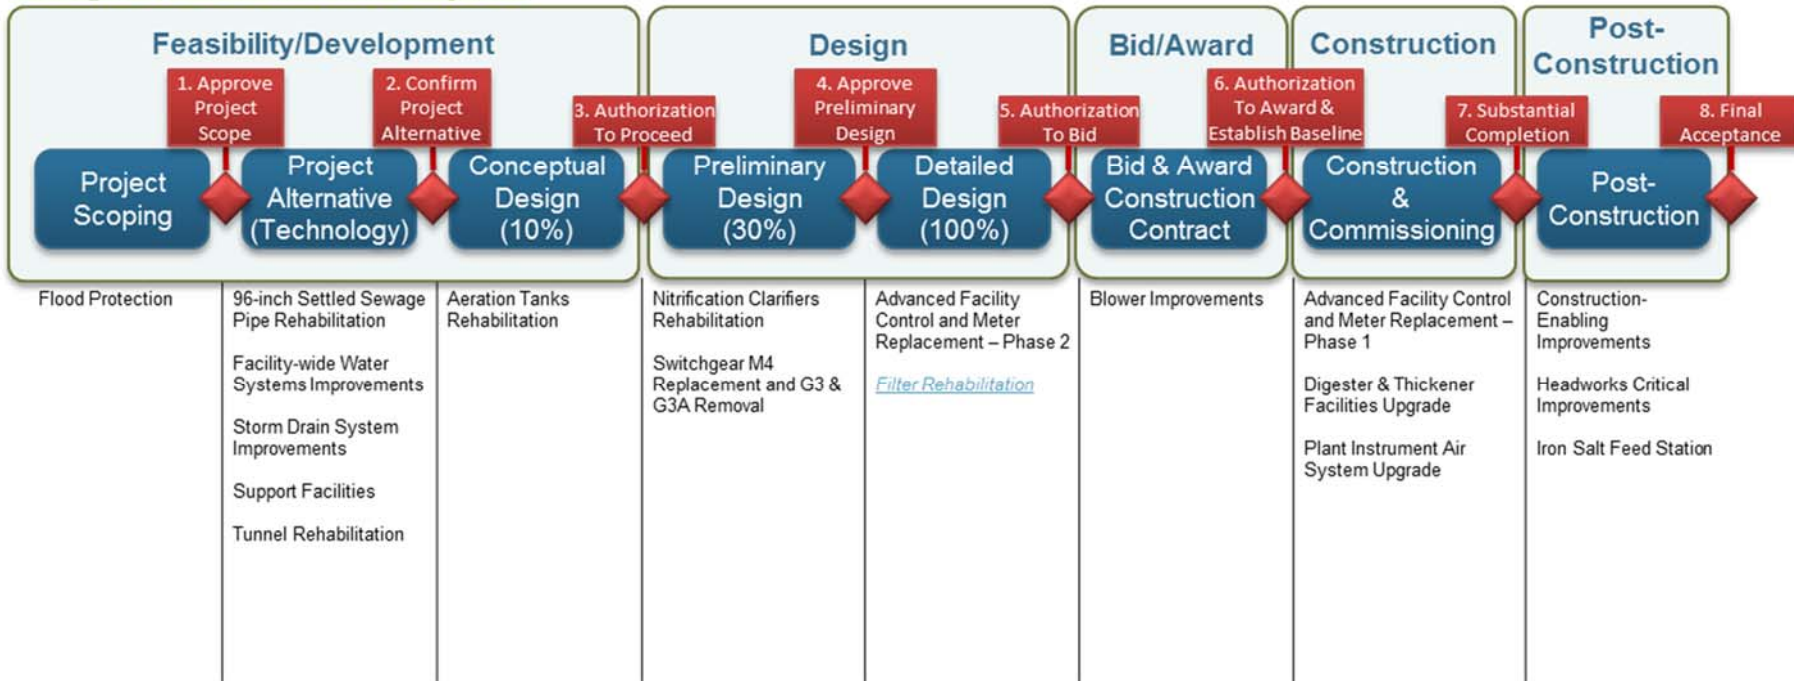 Feasibility/Development
Design
Bid/Award
Construction
Post-
Construction
1. Approve
Project
Scope
2. Confirm
Project
Alternative
3. Authorization
To Proceed
4. Approve
Preliminary
Design
5. Authorization
To Bid
6. Authorization
To Award &
Establish Baseline
7. Substantial
Completion
8. Final
Acceptance
Project
Scoping
Project
Alternative
(Technology)
Conceptual
Design
(10%)
Preliminary
Design
(30%)
Detailed
Design
(100%)
Bid & Award
Construction
Contract
Construction
&
Commissioning
Post-
Construction
Flood Protection
96-inch Settled Sewage
Pipe Rehabilitation
Facility-wide Water
Systems Improvements
Storm Drain System
Improvements
Support Facilities
Tunnel Rehabilitation
Aeration Tanks
Rehabilitation
Nitrification Clarifiers
Rehabilitation
Switchgear M4
Replacement and G3 &
G3A Removal
Advanced Facility
Control and Meter
Replacement – Phase 2
Filter Rehabilitation
Blower Improvements
Advanced Facility Control
and Meter Replacement –
Phase 1
Digester & Thickener
Facilities Upgrade
Plant Instrument Air
System Upgrade
Construction-
Enabling
Improvements
Headworks Critical
Improvements
Iron Salt Feed Station